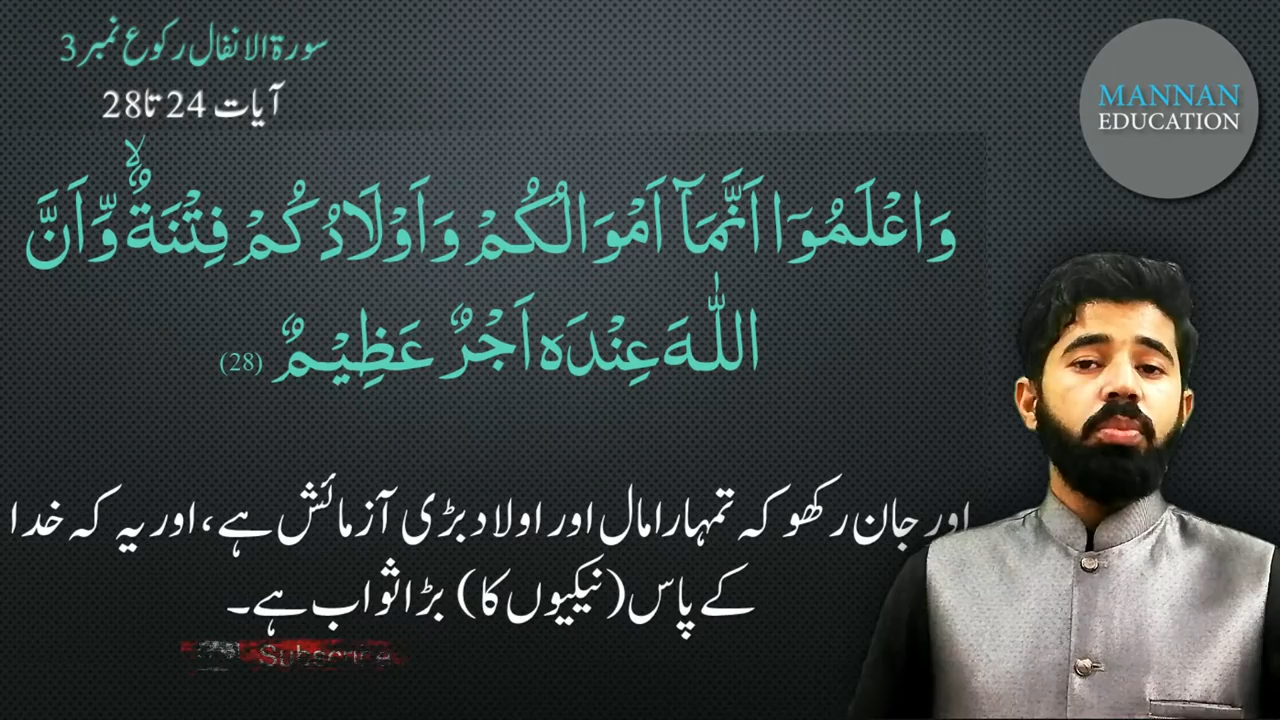 سورۃ الانفال رکوع نمبر 3
آیات 24 تا 28
MANNAN
EDUCATION
وَاعْلَمُوْٓا اَنَّمَآ اَمْوَالُكُمْ وَاَوْلَادُكُمْ فِتْنَةٌ ۙ وَّاَنَّ
اللّٰهَ عِنْدَه اَجْرٌ عَظِيْمٌ (28)
اور جان رکھو کہ تمہارا مال اور اولاد بڑی آزمائش ہے، اور یہ کہ خدا
کے پاس (نیکیوں کا) بڑا ثواب ہے۔
Subscribe